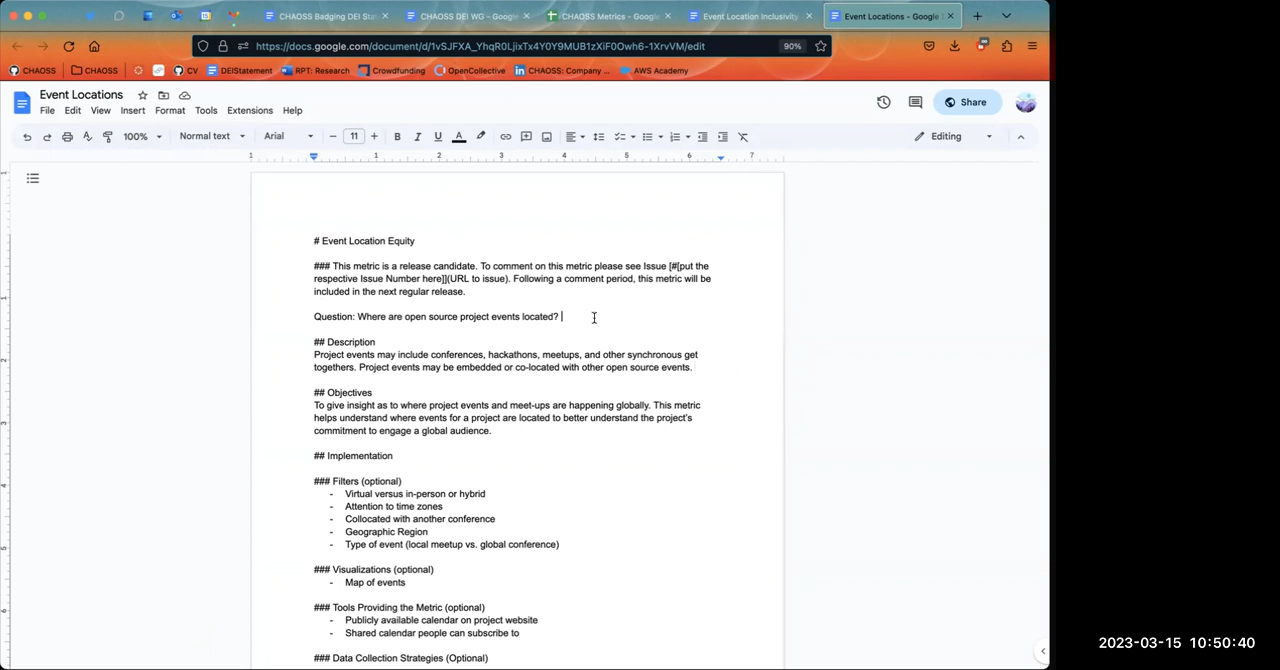 CHAOSS Badging DEI Sta
CHAOSS DEI WG - Google
CHAOSS Metrics - Google
Event Location Inclusivity
Event Locations - Google
https://docs.google.com/document/d/1vSJFXA_YhqR0LjixTx4Y0Y9MUB1zXiF0Owh6-1XrvVM/edit
90%
CHAOSS
CHAOSS
CV
DEIStatement
RPT: Research
Crowdfunding
OpenCollective
CHAOSS: Company ...
AWS Academy
Event Locations
File Edit View Insert Format Tools Extensions Help
Share
100% Normal text Arial 11
B I U A
Editing
1 1 2 3 4 5 6 7
# Event Location Equity
### This metric is a release candidate. To comment on this metric please see Issue [#[put the
respective Issue Number here]](URL to issue). Following a comment period, this metric will be
included in the next regular release.
Question: Where are open source project events located?
## Description
Project events may include conferences, hackathons, meetups, and other synchronous get
togethers. Project events may be embedded or co-located with other open source events.
## Objectives
To give insight as to where project events and meet-ups are happening globally. This metric
helps understand where events for a project are located to better understand the project's
commitment to engage a global audience.
## Implementation
### Filters (optional)
- Virtual versus in-person or hybrid
- Attention to time zones
- Collocated with another conference
- Geographic Region
- Type of event (local meetup vs. global conference)
### Visualizations (optional)
- Map of events
### Tools Providing the Metric (optional)
- Publicly available calendar on project website
- Shared calendar people can subscribe to
### Data Collection Strategies (Optional)
2023-03-15 10:50:40